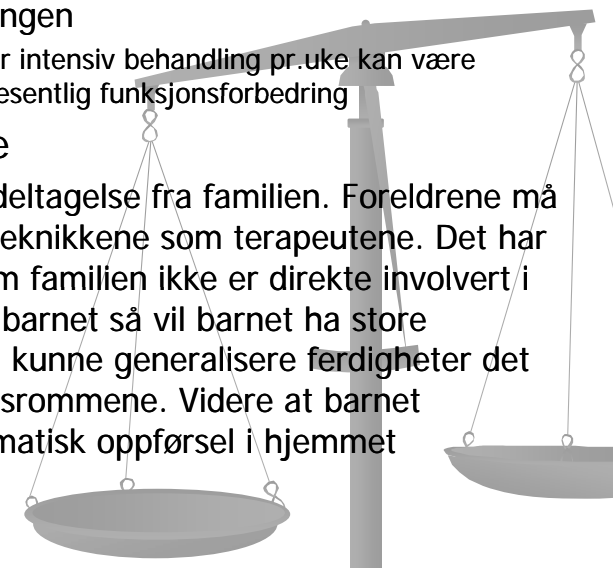 ngen
r intensiv behandling pr.uke kan være
esentlig funksjonsforbedring
e
deltagelse fra familien. Foreldrene må
eknikkene som terapeutene. Det har
m familien ikke er direkte involvert i
barnet så vil barnet ha store
kunne generalisere ferdigheter det
srommene. Videre at barnet
matisk oppførsel i hjemmet